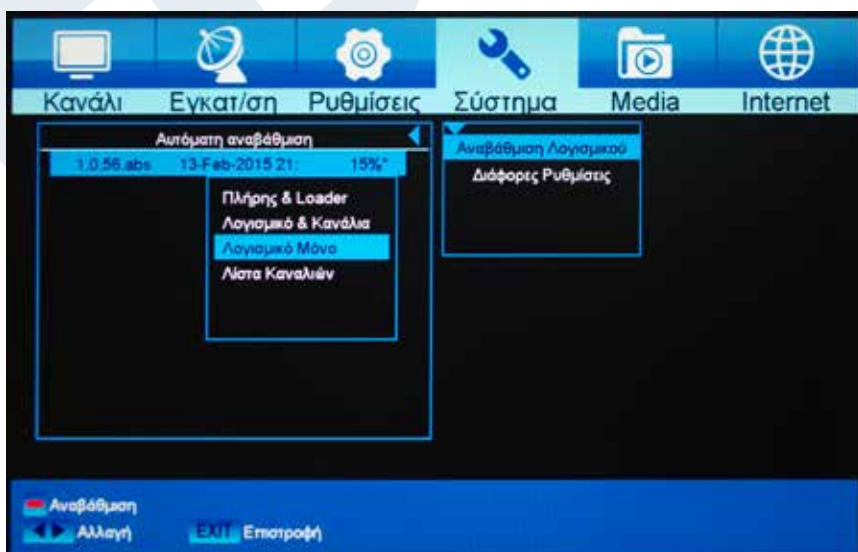 Κανάλι Εγκατ/ση Ρυθμίσεις Σύστημα Media Internet
Αυτόματη αναβάθμιση
1.0.56.abs 13-Feb-2015 21: 15%"
Πλήρης & Loader
Λογισμικό & Κανάλια
Λογισμικό Μόνο
Λίστα Καναλιών
Αναβάθμιση Λογισμικού
Διάφορες Ρυθμίσεις
Αναβάθμιση
Αλλαγή EXIT Επιστροφή